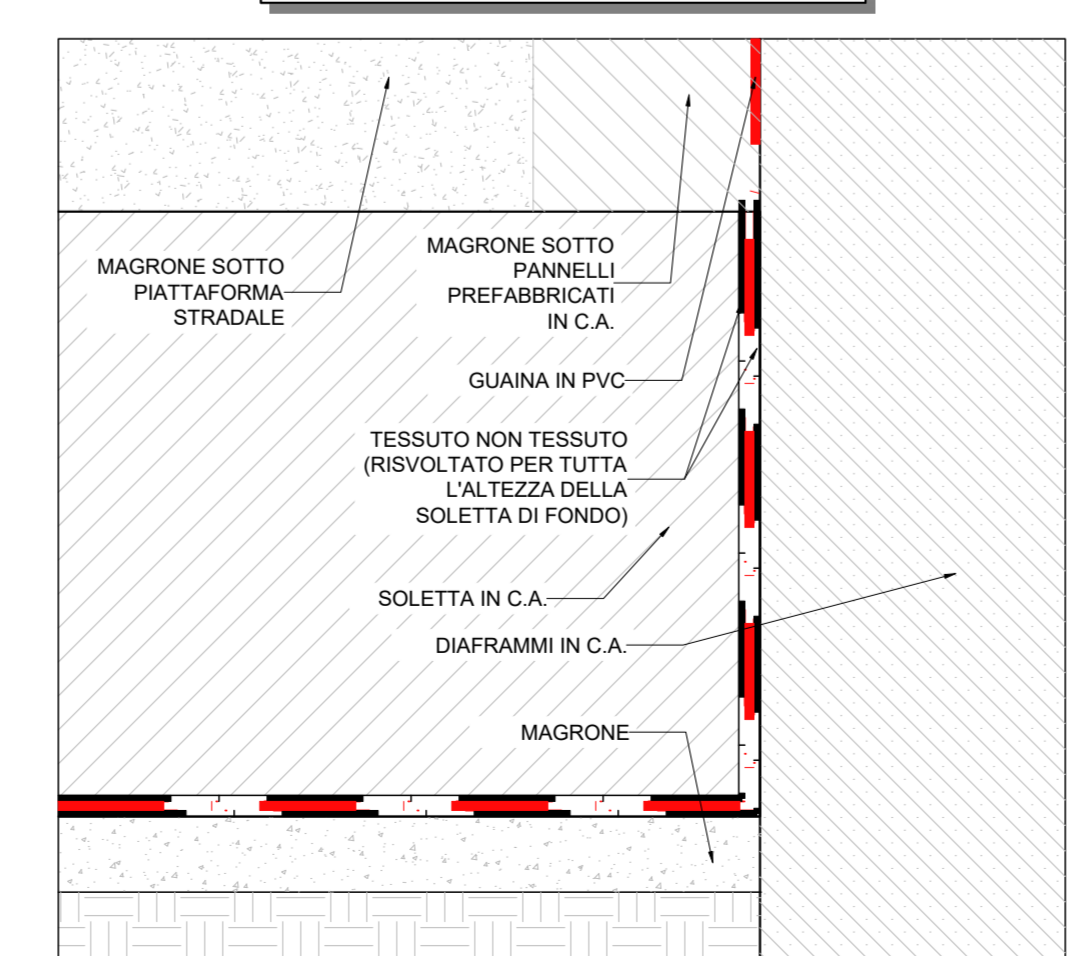 MAGRONE SOTTO
PIATTAFORMA
STRADALE
MAGRONE SOTTO
PANNELLI
PREFABBRICATI
IN C.A.
GUAINA IN PVC
TESSUTO NON TESSUTO
(RISVOLTATO PER TUTTA
L'ALTEZZA DELLA
SOLETTA DI FONDO)
SOLETTA IN C.A.
DIAFRAMMI IN C.A.
MAGRONE